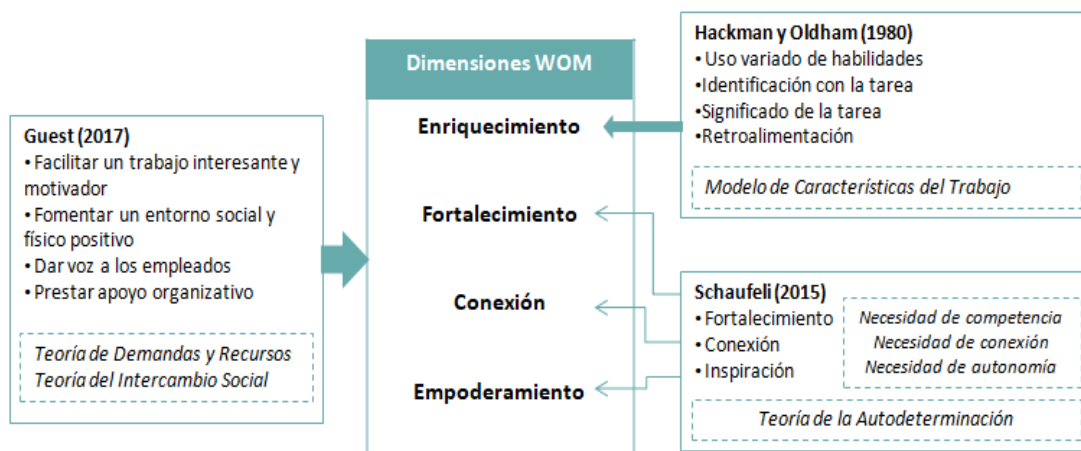 Guest (2017)
• Facilitar un trabajo interesante y
motivador
• Fomentar un entorno social y
físico positivo
• Dar voz a los empleados
• Prestar apoyo organizativo
Teoría de Demandas y Recursos
Teoría del Intercambio Social
Dimensiones WOM
Enriquecimiento
Fortalecimiento
Conexión
Empoderamiento
Hackman y Oldham (1980)
• Uso variado de habilidades
•Identificación con la tarea
•Significado de la tarea
• Retroalimentación
Modelo de Características del Trabajo
Schaufeli (2015)
• Fortalecimiento
• Conexión
• Inspiración
Necesidad de competencia
Necesidad de conexión
Necesidad de autonomía
Teoría de la Autodeterminación